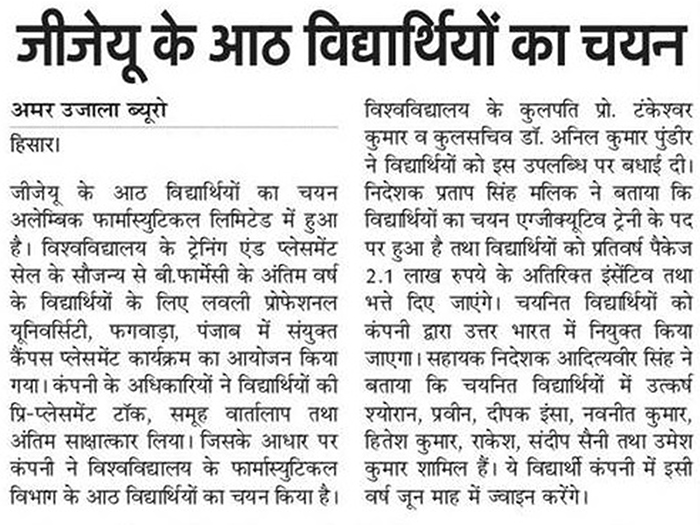 जीजेयू के आठ विद्यार्थियों का चयन
अमर उजाला ब्यूरो
हिसार।
जीजेयू के आठ विद्यार्थियों का चयन
अलेम्बिक फार्मास्युटिकल लिमिटेड में हुआ
है। विश्वविद्यालय के ट्रेनिंग एंड प्लेसमेंट
सेल के सौजन्य से बी.फार्मेसी के अंतिम वर्ष
के विद्यार्थियों के लिए लवली प्रोफेशनल
यूनिवर्सिटी, फगवाड़ा, पंजाब में संयुक्त
कैंपस प्लेसमेंट कार्यक्रम का आयोजन किया
गया। कंपनी के अधिकारियों ने विद्यार्थियों की
प्रि-प्लेसमेंट टॉक, समूह वार्तालाप तथा
अंतिम साक्षात्कार लिया। जिसके आधार पर
कंपनी ने विश्वविद्यालय के फार्मास्युटिकल
विभाग के आठ विद्यार्थियों का चयन किया है।
विश्वविद्यालय के कुलपति प्रो. टंकेश्वर
कुमार व कुलसचिव डॉ. अनिल कुमार पुंडीर
ने विद्यार्थियों को इस उपलब्धि पर बधाई दी।
निदेशक प्रताप सिंह मलिक ने बताया कि
विद्यार्थियों का चयन एग्जीक्यूटिव ट्रेनी के पद
पर हुआ है तथा विद्यार्थियों को प्रतिवर्ष पैकेज
2.1 लाख रुपये के अतिरिक्त इंसेंटिव तथा
भत्ते दिए जाएंगे। चयनित विद्यार्थियों को
कंपनी द्वारा उत्तर भारत में नियुक्त किया
जाएगा। सहायक निदेशक आदित्यवीर सिंह ने
बताया कि चयनित विद्यार्थियों में उत्कर्ष
श्योरान, प्रवीन, दीपक इंसा, नवनीत कुमार,
हितेश कुमार, राकेश, संदीप सैनी तथा उमेश
कुमार शामिल हैं। ये विद्यार्थी कंपनी में इसी
वर्ष जून माह में ज्वाइन करेंगे।